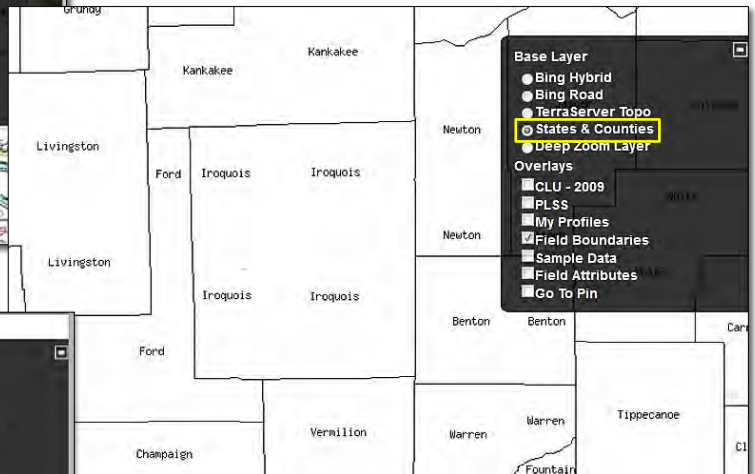 Grundy
Kankakee
Kankakee
Livingston
Ford
Iroquois
Iroquois
Newton
Livingston
Iroquois
Iroquois
Newton
Ford
Benton
Benton
Vermilion
Warren
Warren
Tippecanoe
Champaign
Fountain
Base Layer
Bing Hybrid
Bing Road
TerraServer Topo
States & Counties
Deep Zoom Layer
Overlays
CLU - 2009
PLSS
My Profiles
Field Boundaries
Sample Data
Field Attributes
Go To Pin